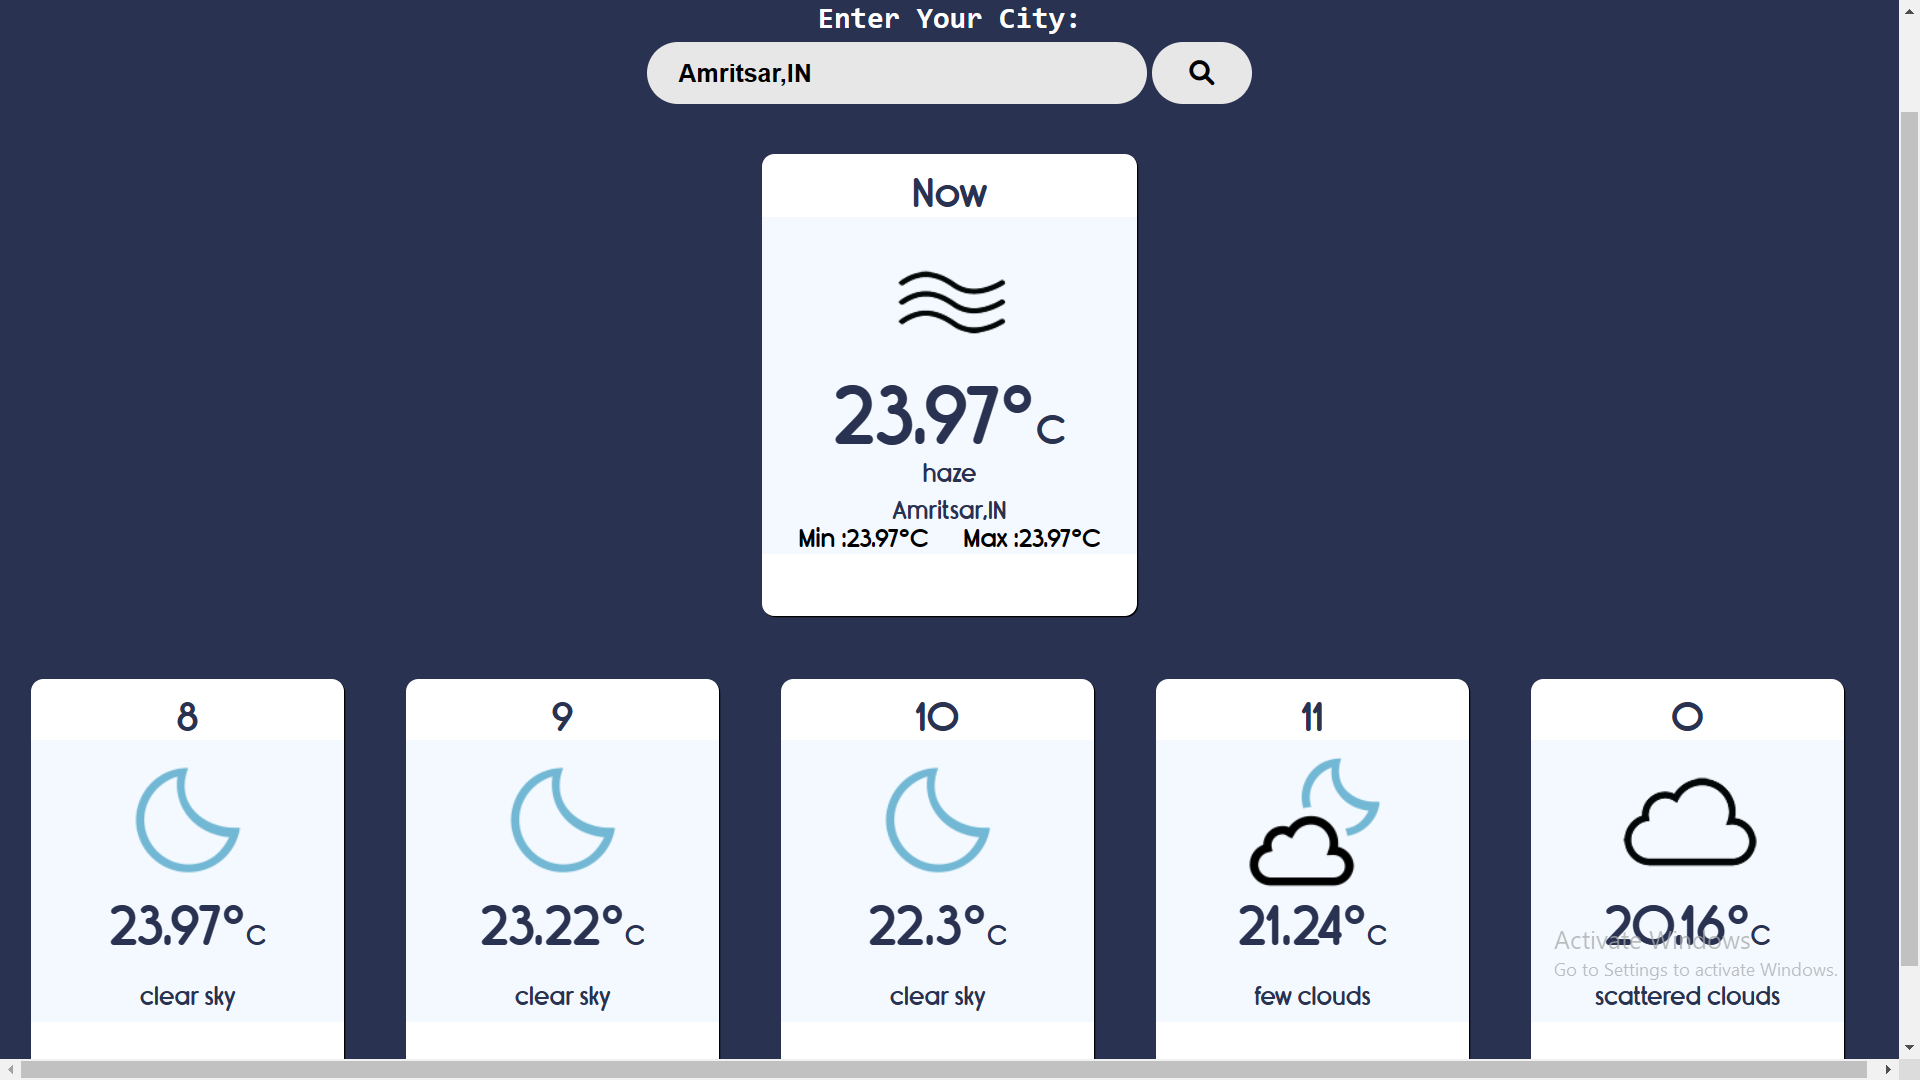 Enter Your City:
Amritsar,IN
Now
23.97°C
haze
Amritsar,IN
Min :23.97°C Max :23.97°C
8
23.97°C
clear sky
9
23.22°C
clear sky
10
22.3°C
clear sky
11
21.24°C
few clouds
0
20.16°C
scattered clouds
Activate Windows
Go to Settings to activate Windows.